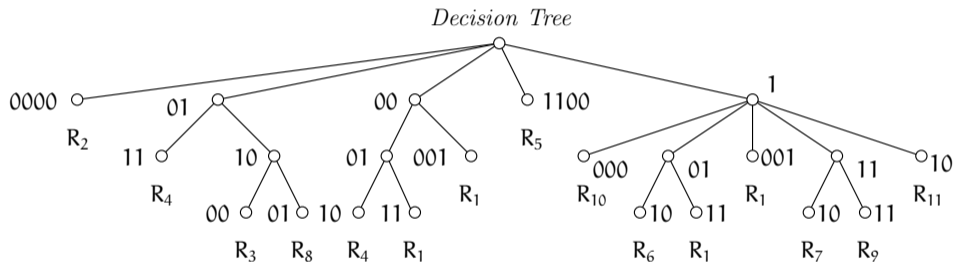 Decision Tree
0000 01 00 1100 1
R₂ R₅
11 10 01 001 000 01 001 11 10
R₄ R₁ R₁₀ R₁ R₁₁
00 01 10 11 10 11 10 11
R₃ R₈ R₄ R₁ R₆ R₁ R₇ R₉